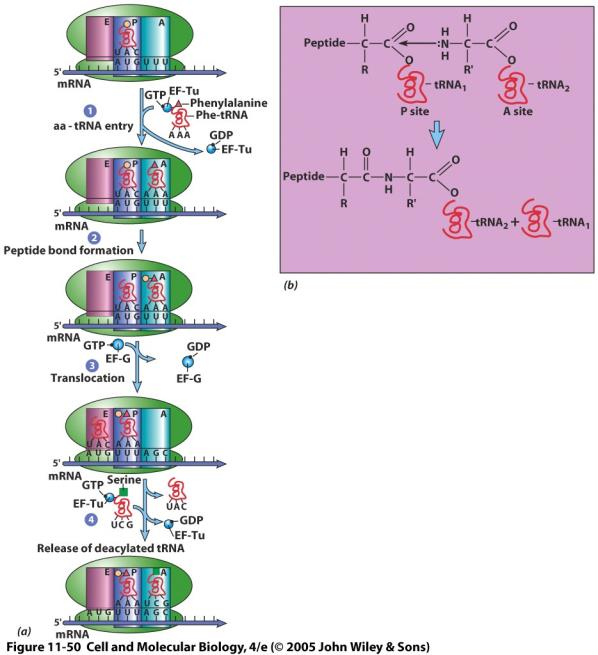 E P A
U A C
A U G U U U
5'
mRNA
1
aa - tRNA entry
GTP EF-Tu
Phenylalanine
Phe-tRNA
A A A
GDP
EF-Tu
E P A
U A C A A A
A U G U U U
5'
mRNA
2
Peptide bond formation
E P A
U A C A A A
A U G U U U
5'
mRNA
GTP
EF-G
GDP
EF-G
3
Translocation
E P A
U A C A A A
A U G U U U A G C
5'
mRNA
Serine
GTP
EF-Tu
U C G
UAC
GDP
EF-Tu
4
Release of deacylated tRNA
E P A
A A A U C G
A U G U U U A G C
5'
mRNA
(a)
H O H O
Peptide C C :N C C
H
H
R O R' O
tRNA1 tRNA2
P site A site
H O H O
Peptide C C N C C
R H R' O
tRNA2 + tRNA1
(b)
Figure 11-50 Cell and Molecular Biology, 4/e (© 2005 John Wiley & Sons)